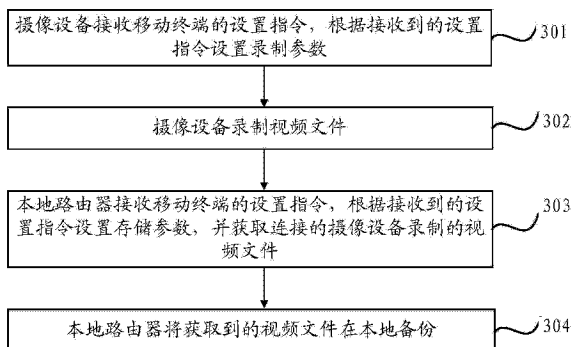 摄像设备接收移动终端的设置指令，根据接收到的设置
指令设置录制参数
301
摄像设备录制视频文件
302
本地路由器接收移动终端的设置指令，根据接收到的设
置指令设置存储参数，并获取连接的摄像设备录制的视
频文件
303
本地路由器将获取到的视频文件在本地备份
304